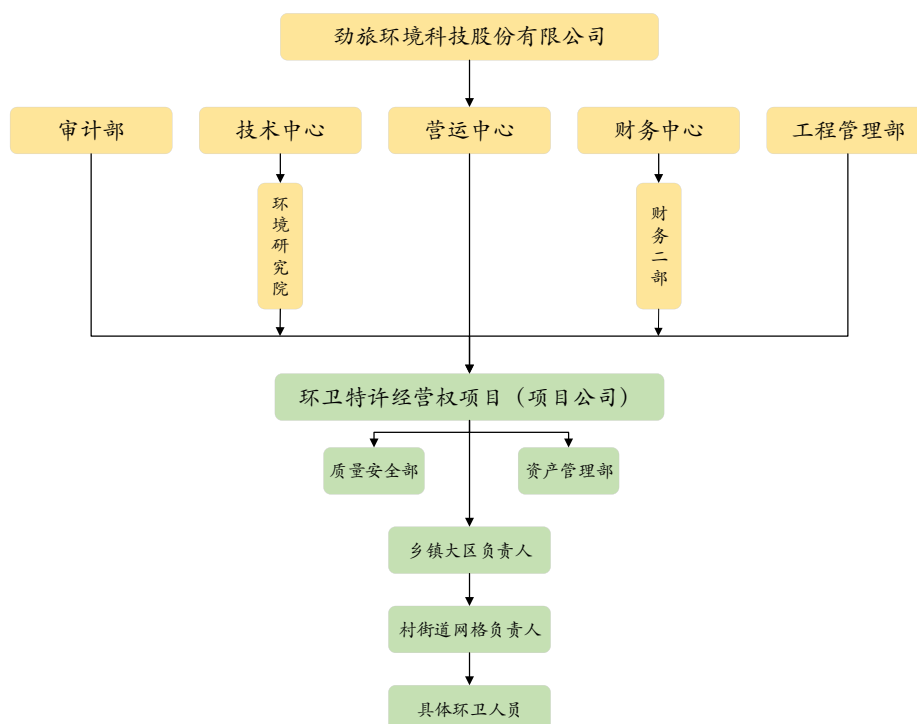 劲旅环境科技股份有限公司
审计部
技术中心
营运中心
财务中心
工程管理部
环境研究院
财务二部
环卫特许经营权项目（项目公司）
质量安全部
资产管理部
乡镇大区负责人
村街道网格负责人
具体环卫人员